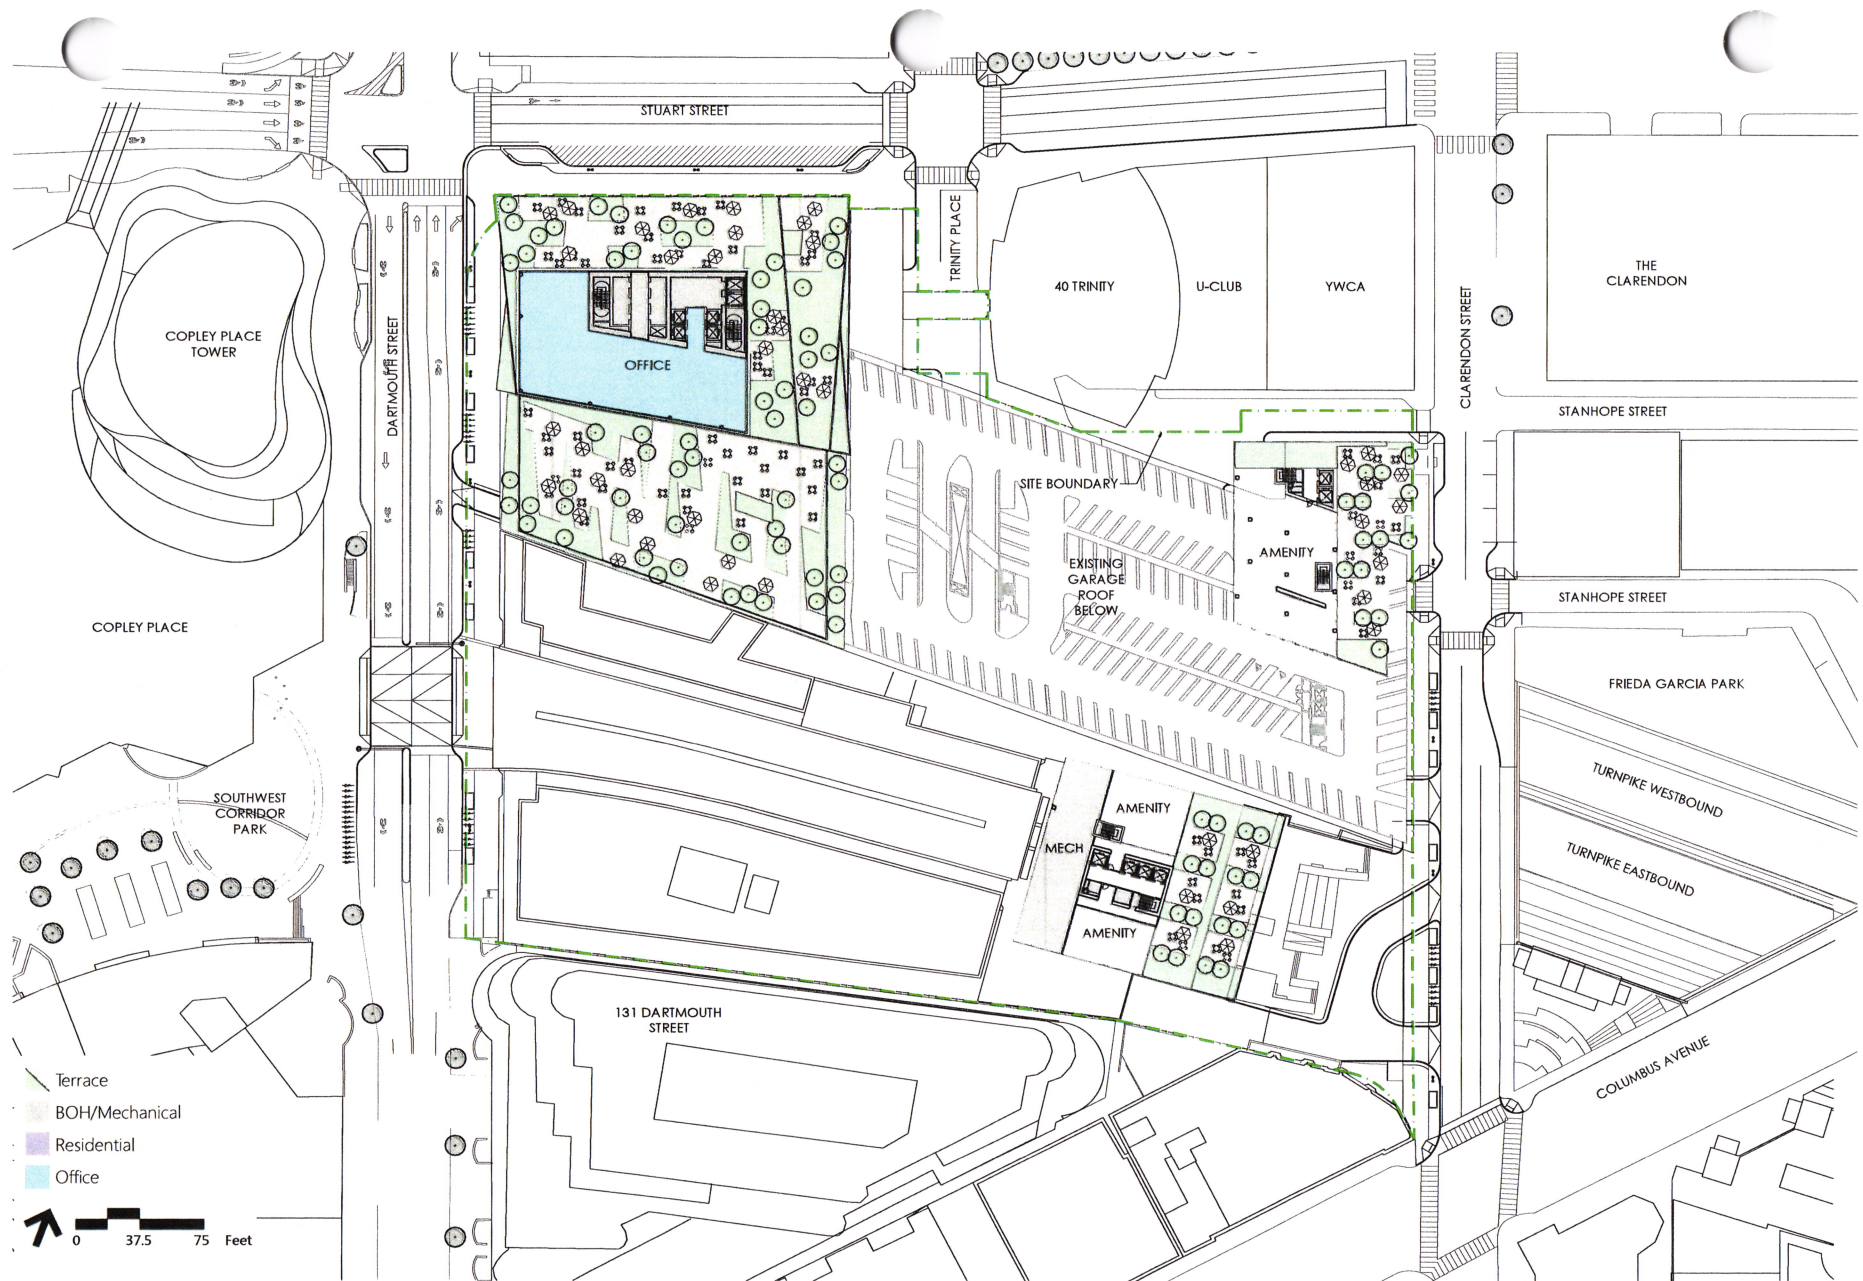 STUART STREET
TRINITY PLACE
40 TRINITY
U-CLUB
YWCA
THE
CLARENDON
COPLEY PLACE
TOWER
DARTMOUTH STREET
OFFICE
CLARENDON STREET
STANHOPE STREET
SITE BOUNDARY
AMENITY
EXISTING
GARAGE
ROOF
BELOW
STANHOPE STREET
COPLEY PLACE
FRIEDA GARCIA PARK
TURNPIKE WESTBOUND
SOUTHWEST
CORRIDOR
PARK
AMENITY
MECH
TURNPIKE EASTBOUND
AMENITY
131 DARTMOUTH
STREET
COLUMBUS AVENUE
Terrace
BOH/Mechanical
Residential
Office
0 37.5 75 Feet